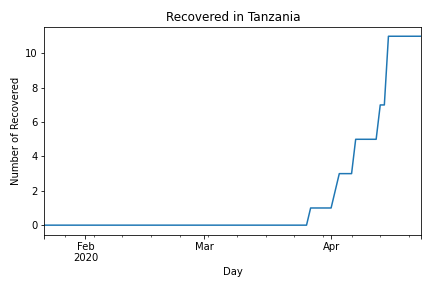 Recovered in Tanzania
Number of Recovered
10
8
6
4
2
0
Feb
2020
Mar
Apr
Day